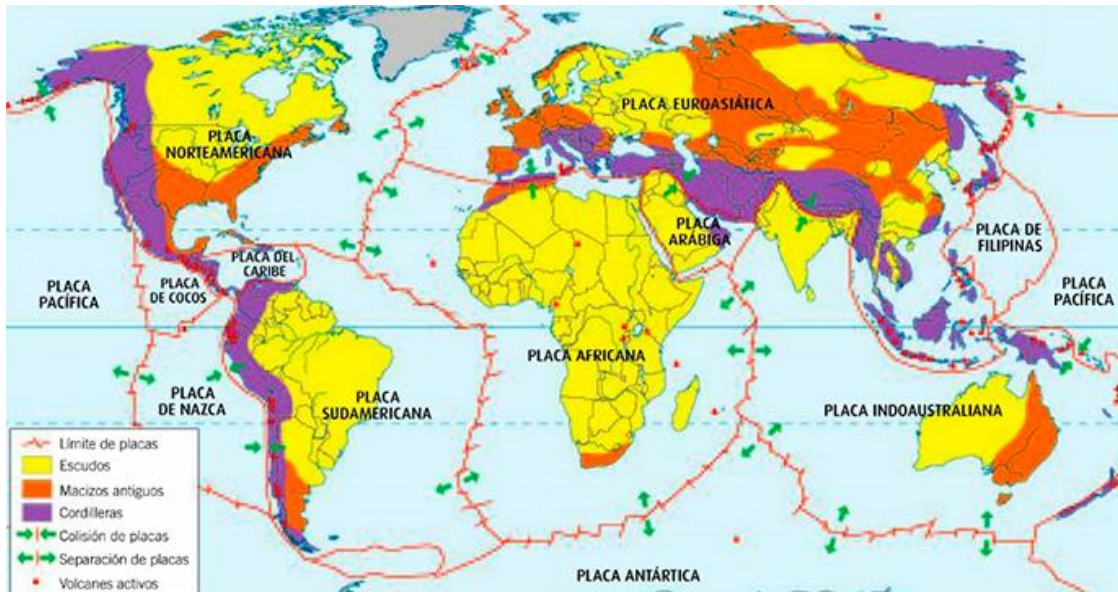 PLACA
NORTEAMERICANA
PLACA EUROASIÁTICA
PLACA
ARÁBIGA
PLACA DE
FILIPINAS
PLACA DEL
CARIBE
PLACA
DE COCOS
PLACA
PACÍFICA
PLACA
PACÍFICA
PLACA AFRICANA
PLACA
DE NAZCA
PLACA
SUDAMERICANA
PLACA INDOAUSTRALIANA
PLACA ANTÁRTICA
Límite de placas
Escudos
Macizos antiguos
Cordilleras
Colisión de placas
Separación de placas
Volcanes activos